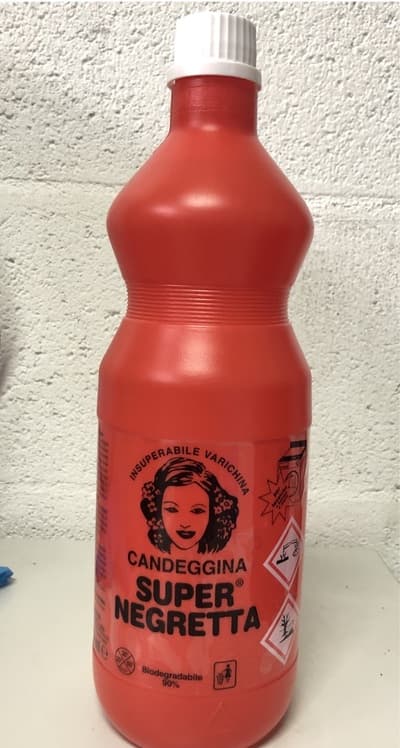 INSUPERABILE VARICHINA
CANDEGGINA
SUPER®
NEGRETTA
Biodegradabile
90%